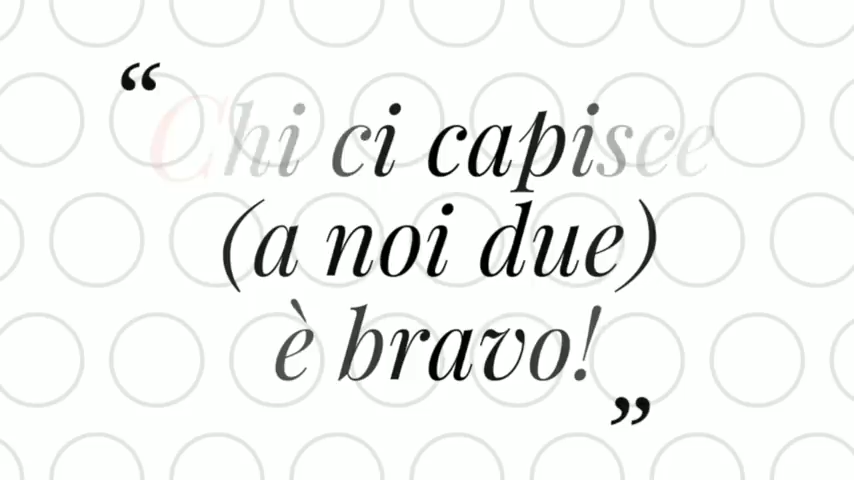 “Chi ci capisce
(a noi due)
è bravo!”